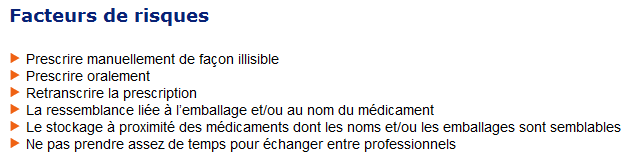 Facteurs de risques
Prescrire manuellement de façon illisible
Prescrire oralement
Retranscrire la prescription
La ressemblance liée à l'emballage et/ou au nom du médicament
Le stockage à proximité des médicaments dont les noms et/ou les emballages sont semblables
Ne pas prendre assez de temps pour échanger entre professionnels